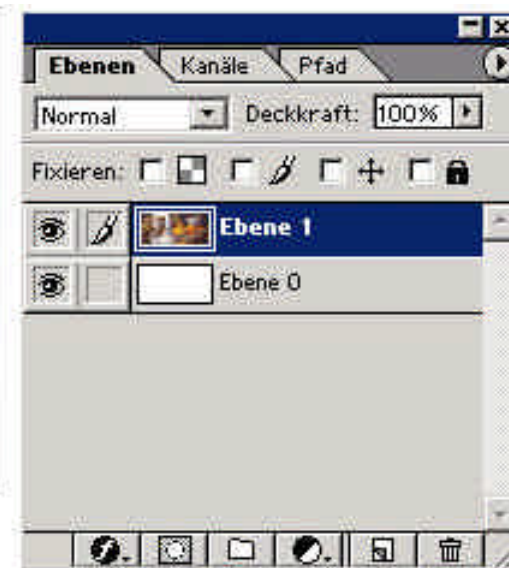 Ebenen Kanäle Pfad
Normal Deckkraft: 100%
Fixieren:
Ebene 1
Ebene 0